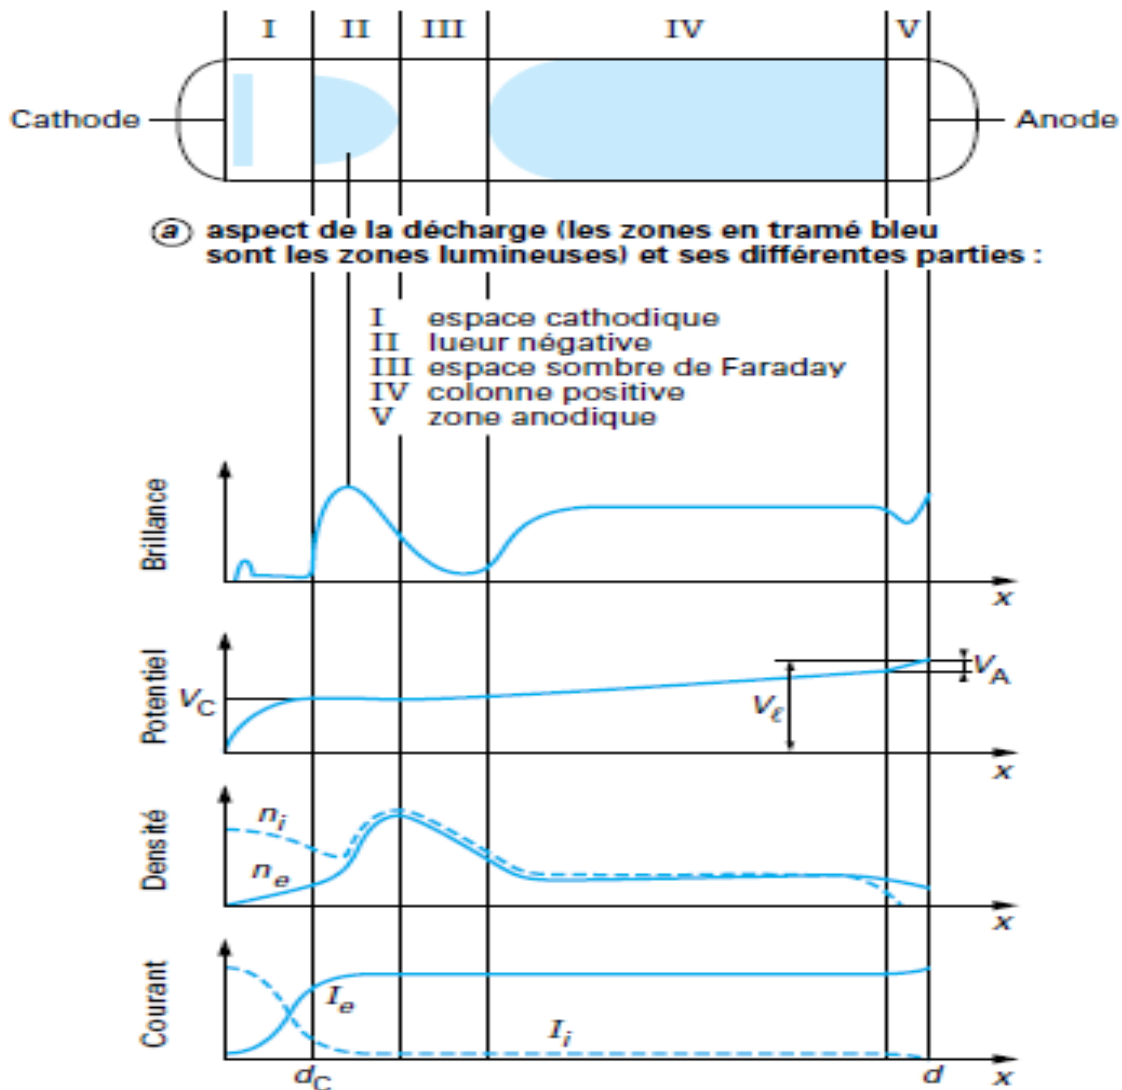 I II III IV V
Cathode Anode
a aspect de la décharge (les zones en tramé bleu
sont les zones lumineuses) et ses différentes parties :
I espace cathodique
II lueur négative
III espace sombre de Faraday
IV colonne positive
V zone anodique
Brillance
x
Potentiel
V_C
V_ℓ
V_A
x
Densité
n_i
n_e
x
Courant
I_e
I_i
d_C d x